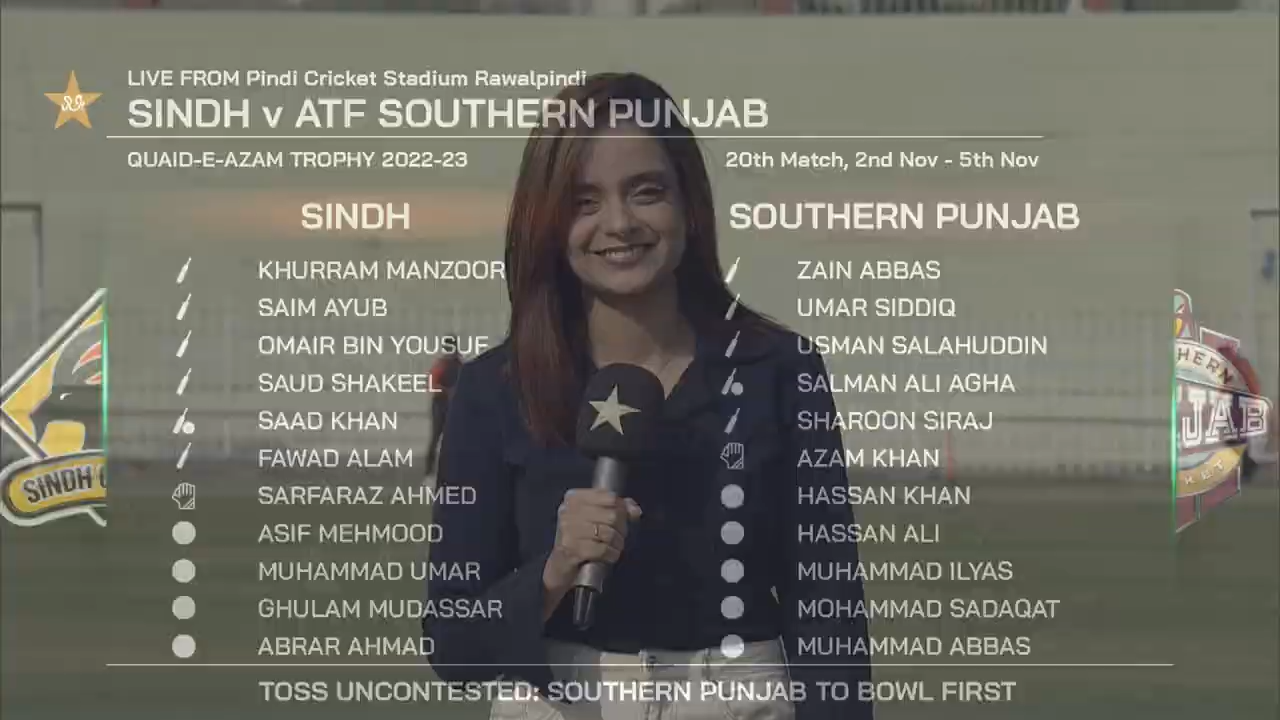 LIVE FROM Pindi Cricket Stadium Rawalpindi
SINDH v ATF SOUTHERN PUNJAB
QUAID-E-AZAM TROPHY 2022-23
20th Match, 2nd Nov - 5th Nov
SINDH
SOUTHERN PUNJAB
KHURRAM MANZOOR
SAIM AYUB
OMAIR BIN YOUSUF
SAUD SHAKEEL
SAAD KHAN
FAWAD ALAM
SARFARAZ AHMED
ASIF MEHMOOD
MUHAMMAD UMAR
GHULAM MUDASSAR
ABRAR AHMAD
ZAIN ABBAS
UMAR SIDDIQ
USMAN SALAHUDDIN
SALMAN ALI AGHA
SHAROON SIRAJ
AZAM KHAN
HASSAN KHAN
HASSAN ALI
MUHAMMAD ILYAS
MOHAMMAD SADAQAT
MUHAMMAD ABBAS
SINDH
TOSS UNCONTESTED: SOUTHERN PUNJAB TO BOWL FIRST